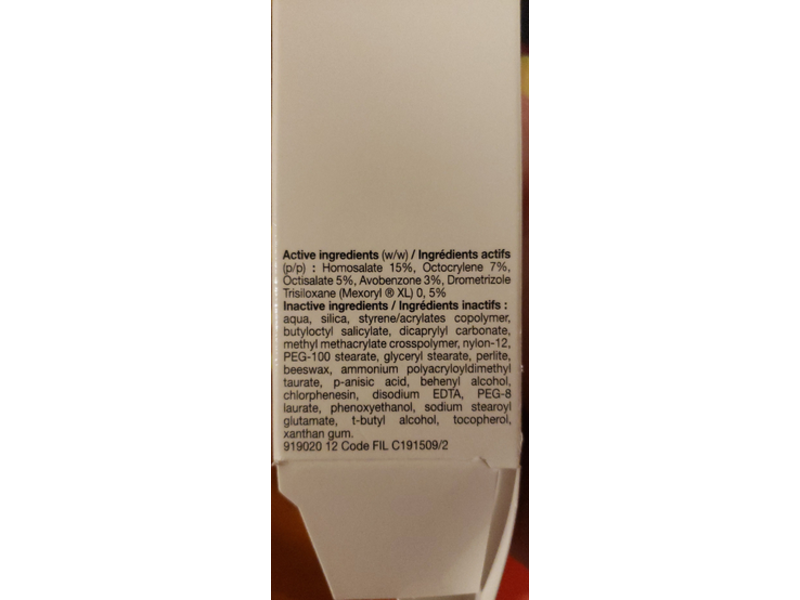 Active ingredients (w/w) / Ingrédients actifs
(p/p) : Homosalate 15%, Octocrylene 7%,
Octisalate 5%, Avobenzone 3%, Drometrizole
Trisiloxane (Mexoryl ® XL) 0, 5%
Inactive ingredients / Ingrédients inactifs :
aqua, silica, styrene/acrylates copolymer,
butyloctyl salicylate, dicaprylyl carbonate,
methyl methacrylate crosspolymer, nylon-12,
PEG-100 stearate, glyceryl stearate, perlite,
beeswax, ammonium polyacryloyldimethyl
taurate, p-anisic acid, behenyl alcohol,
chlorphenesin, disodium EDTA, PEG-8
laurate, phenoxyethanol, sodium stearoyl
glutamate, t-butyl alcohol, tocopherol,
xanthan gum.
919020 12 Code FIL C191509/2